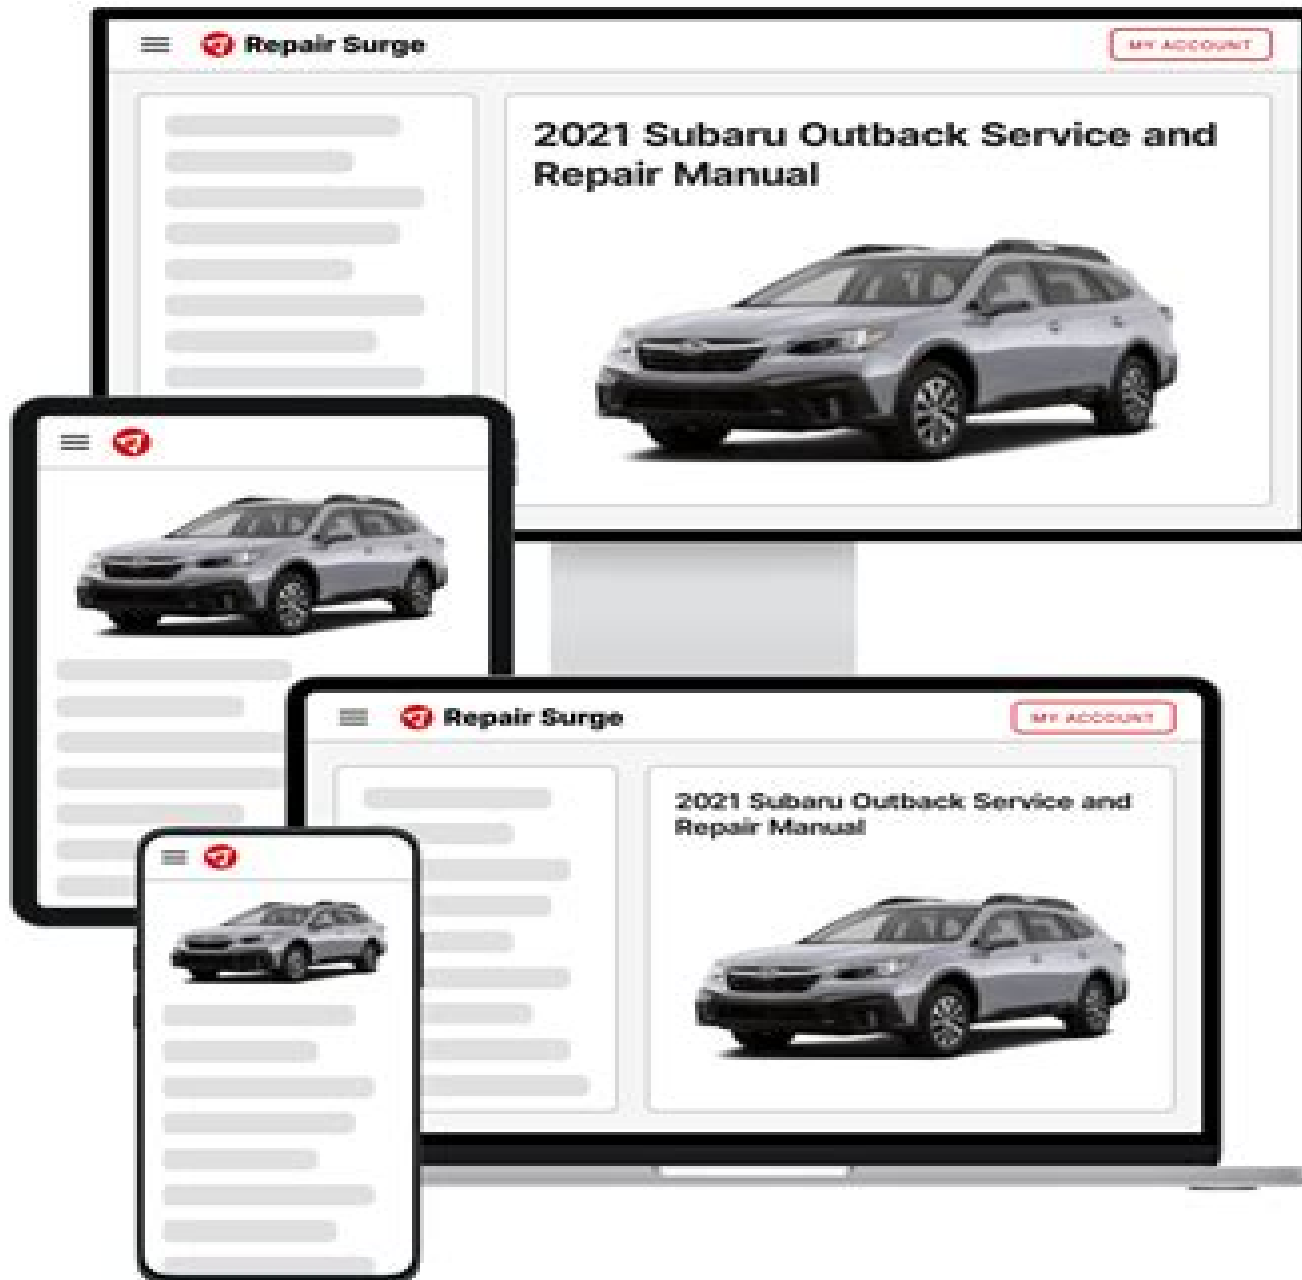 Repair Surge
MY ACCOUNT
2021 Subaru Outback Service and
Repair Manual
Repair Surge
MY ACCOUNT
2021 Subaru Outback Service and
Repair Manual